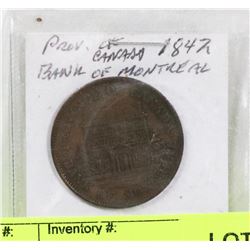 Prov. OF CANADA 1842
BANK OF MONTREAL
#:
Inventory #:
LOT